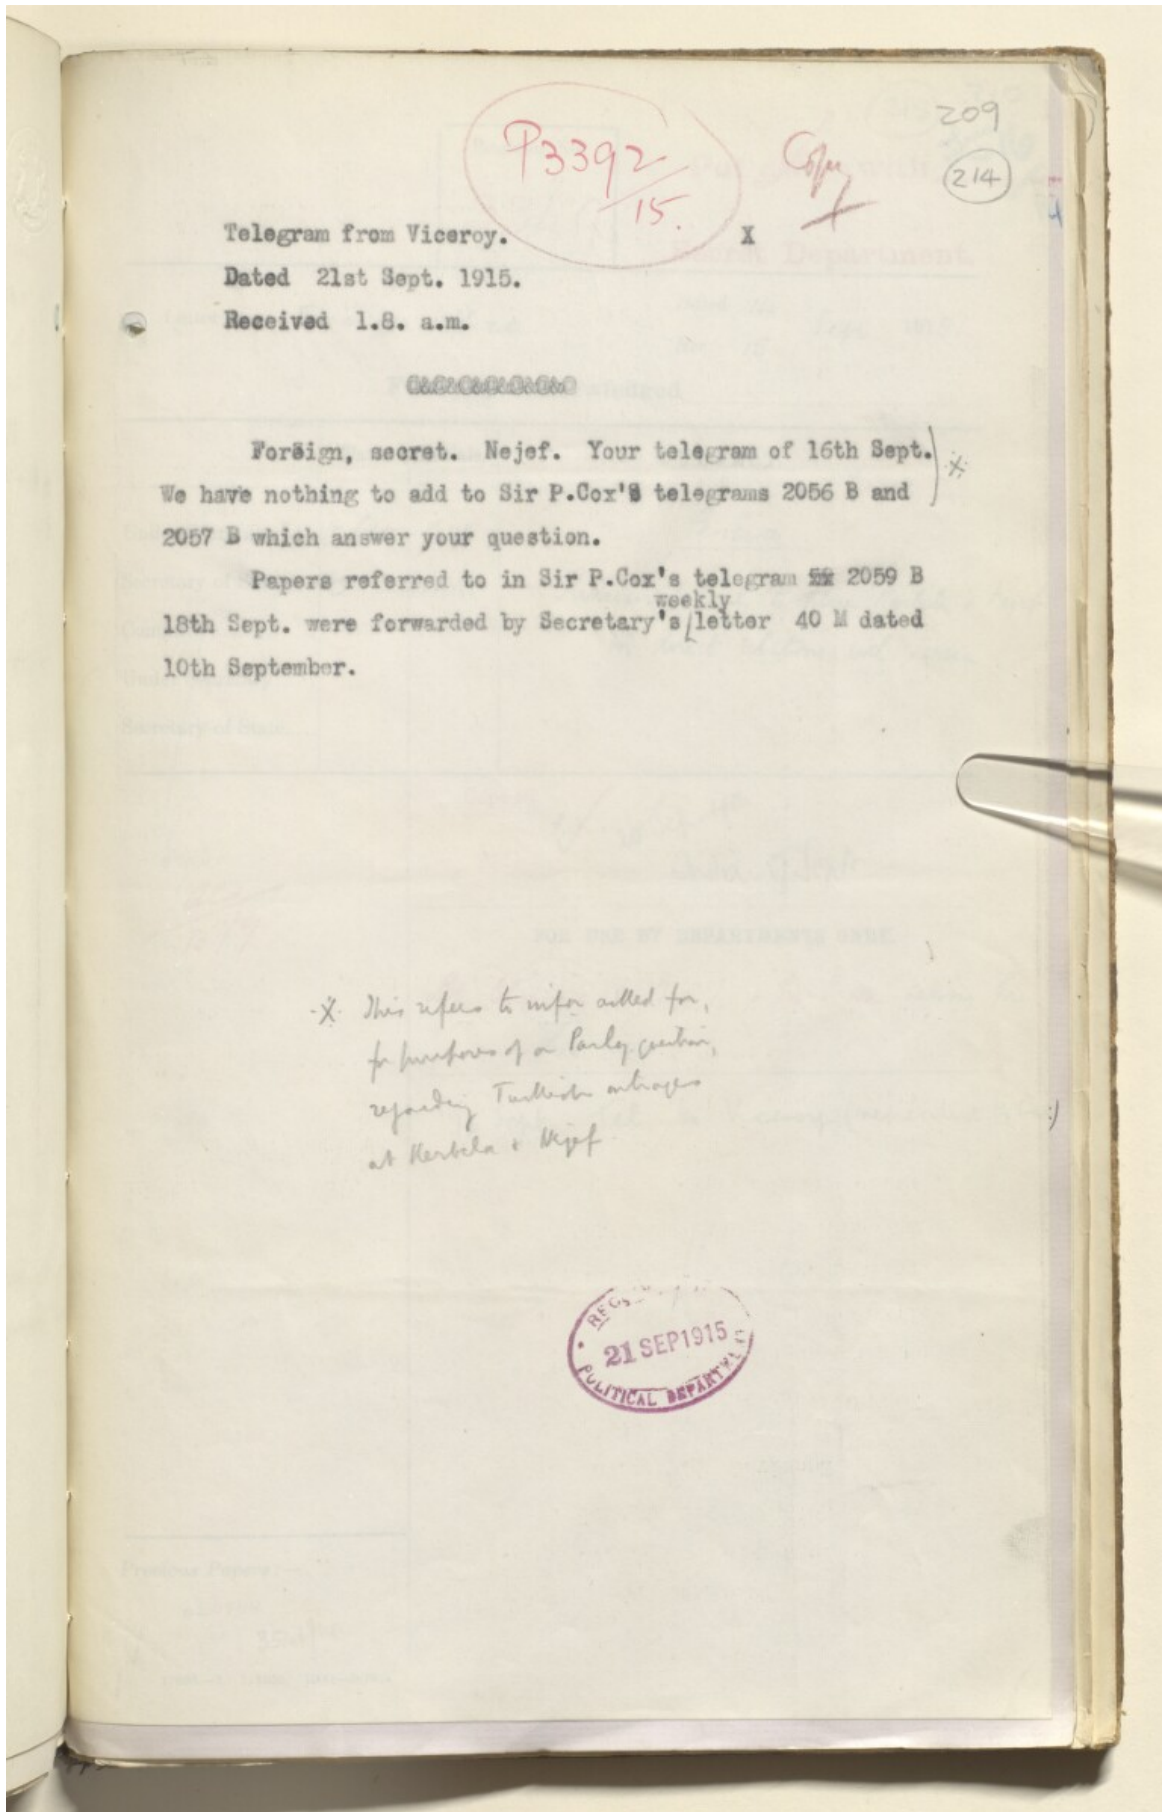 209
P3392/15.
Copy
214
Telegram from Viceroy. X
Dated 21st Sept. 1915.
Received 1.8. a.m.
Foreign, secret. Nejef. Your telegram of 16th Sept.
We have nothing to add to Sir P.Cox's telegrams 2056 B and
2057 B which answer your question.
Papers referred to in Sir P.Cox's telegram 2059 B
weekly
18th Sept. were forwarded by Secretary's letter 40 M dated
10th September.
X This refers to infon called for,
for purposes of a Parly. question,
regarding Turkish outrages
at Kerbela & Nejef
21 SEP 1915
POLITICAL DEPARTME